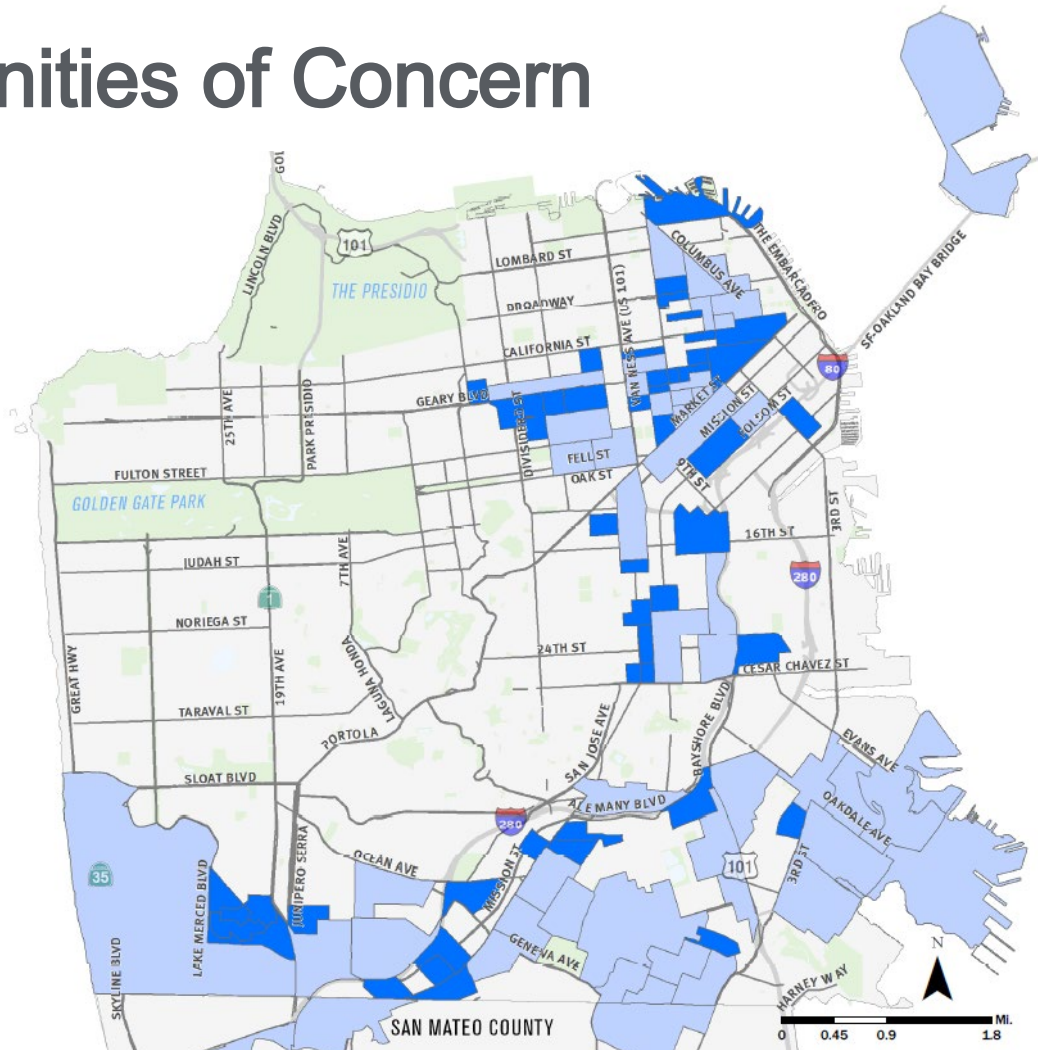 nities of Concern
GOL
LINCOLN BLVD
101
THE PRESIDIO
LOMBARD ST
COLUMBUS AVE
THE EMBARCADERO
BROADWAY
VAN NESS AVE (US 101)
SF-OAKLAND BAY BRIDGE
CALIFORNIA ST
80
25TH AVE
PARK PRESIDIO
GEARY BLVD
DIVISIDERO ST
MARKET ST
MISSION ST
FOLSOM ST
FULTON STREET
FELL ST
OAK ST
9TH ST
GOLDEN GATE PARK
3RD ST
16TH ST
JUDAH ST
7TH AVE
280
1
NORIEGA ST
24TH ST
CESAR CHAVEZ ST
GREAT HWY
19TH AVE
LAGUNA HONDA
TARAVAL ST
PORTOLA
SAN JOSE AVE
BAYSHORE BLVD
EVANS AVE
SLOAT BLVD
ALEMANY BLVD
OAKDALE AVE
280
OCEAN AVE
MISSION ST
101
3RD ST
35
LAKE MERCED BLVD
JUNIPERO SERRA
GENEVA AVE
SKYLINE BLVD
HARNEY WAY
N
SAN MATEO COUNTY
Mi.
0 0.45 0.9 1.8